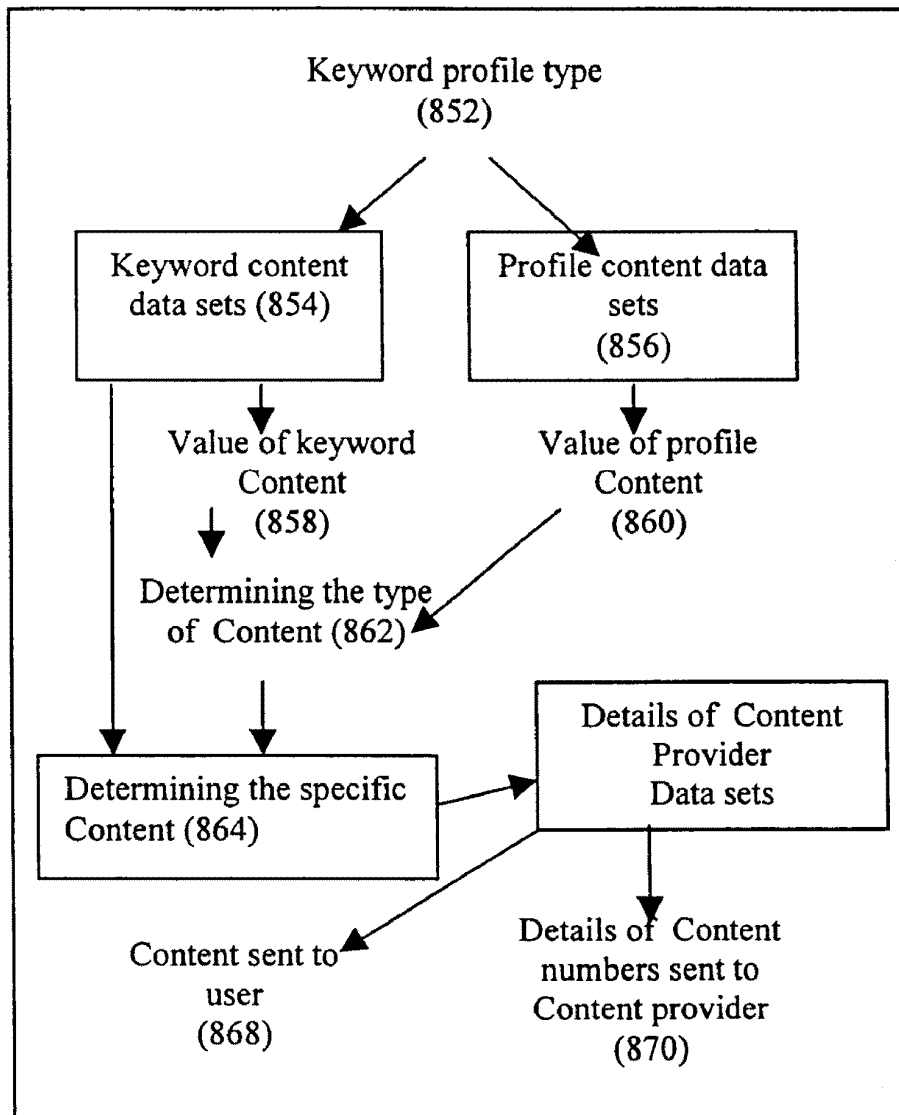 Keyword profile type
(852)
Keyword content
data sets (854)
Profile content data
sets
(856)
Value of keyword
Content
(858)
Value of profile
Content
(860)
Determining the type
of Content (862)
Details of Content
Provider
Data sets
Determining the specific
Content (864)
Content sent to
user
(868)
Details of Content
numbers sent to
Content provider
(870)